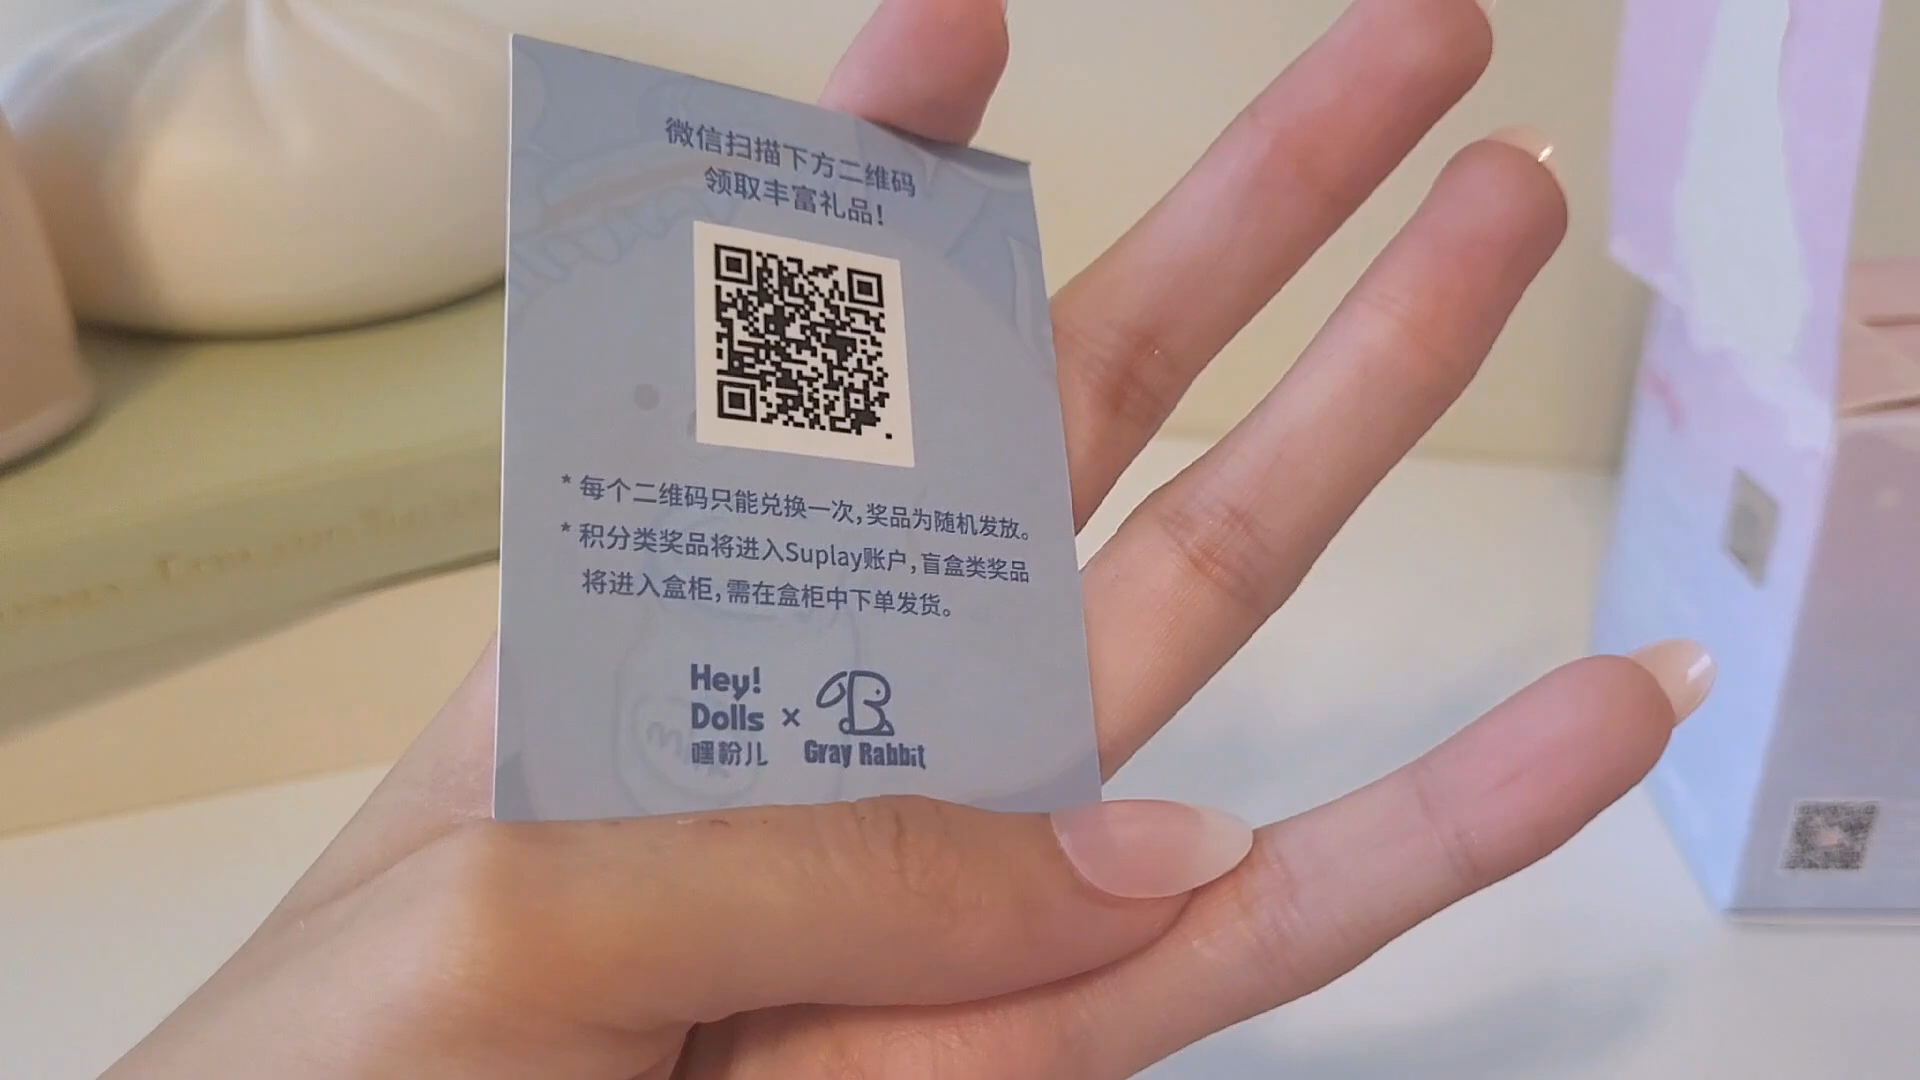 微信扫描下方二维码
领取丰富礼品!
* 每个二维码只能兑换一次,奖品为随机发放。
* 积分类奖品将进入Suplay账户,盲盒类奖品
将进入盒柜,需在盒柜中下单发货。
Hey!
Dolls
嘿粉儿
×
Gray Rabbit